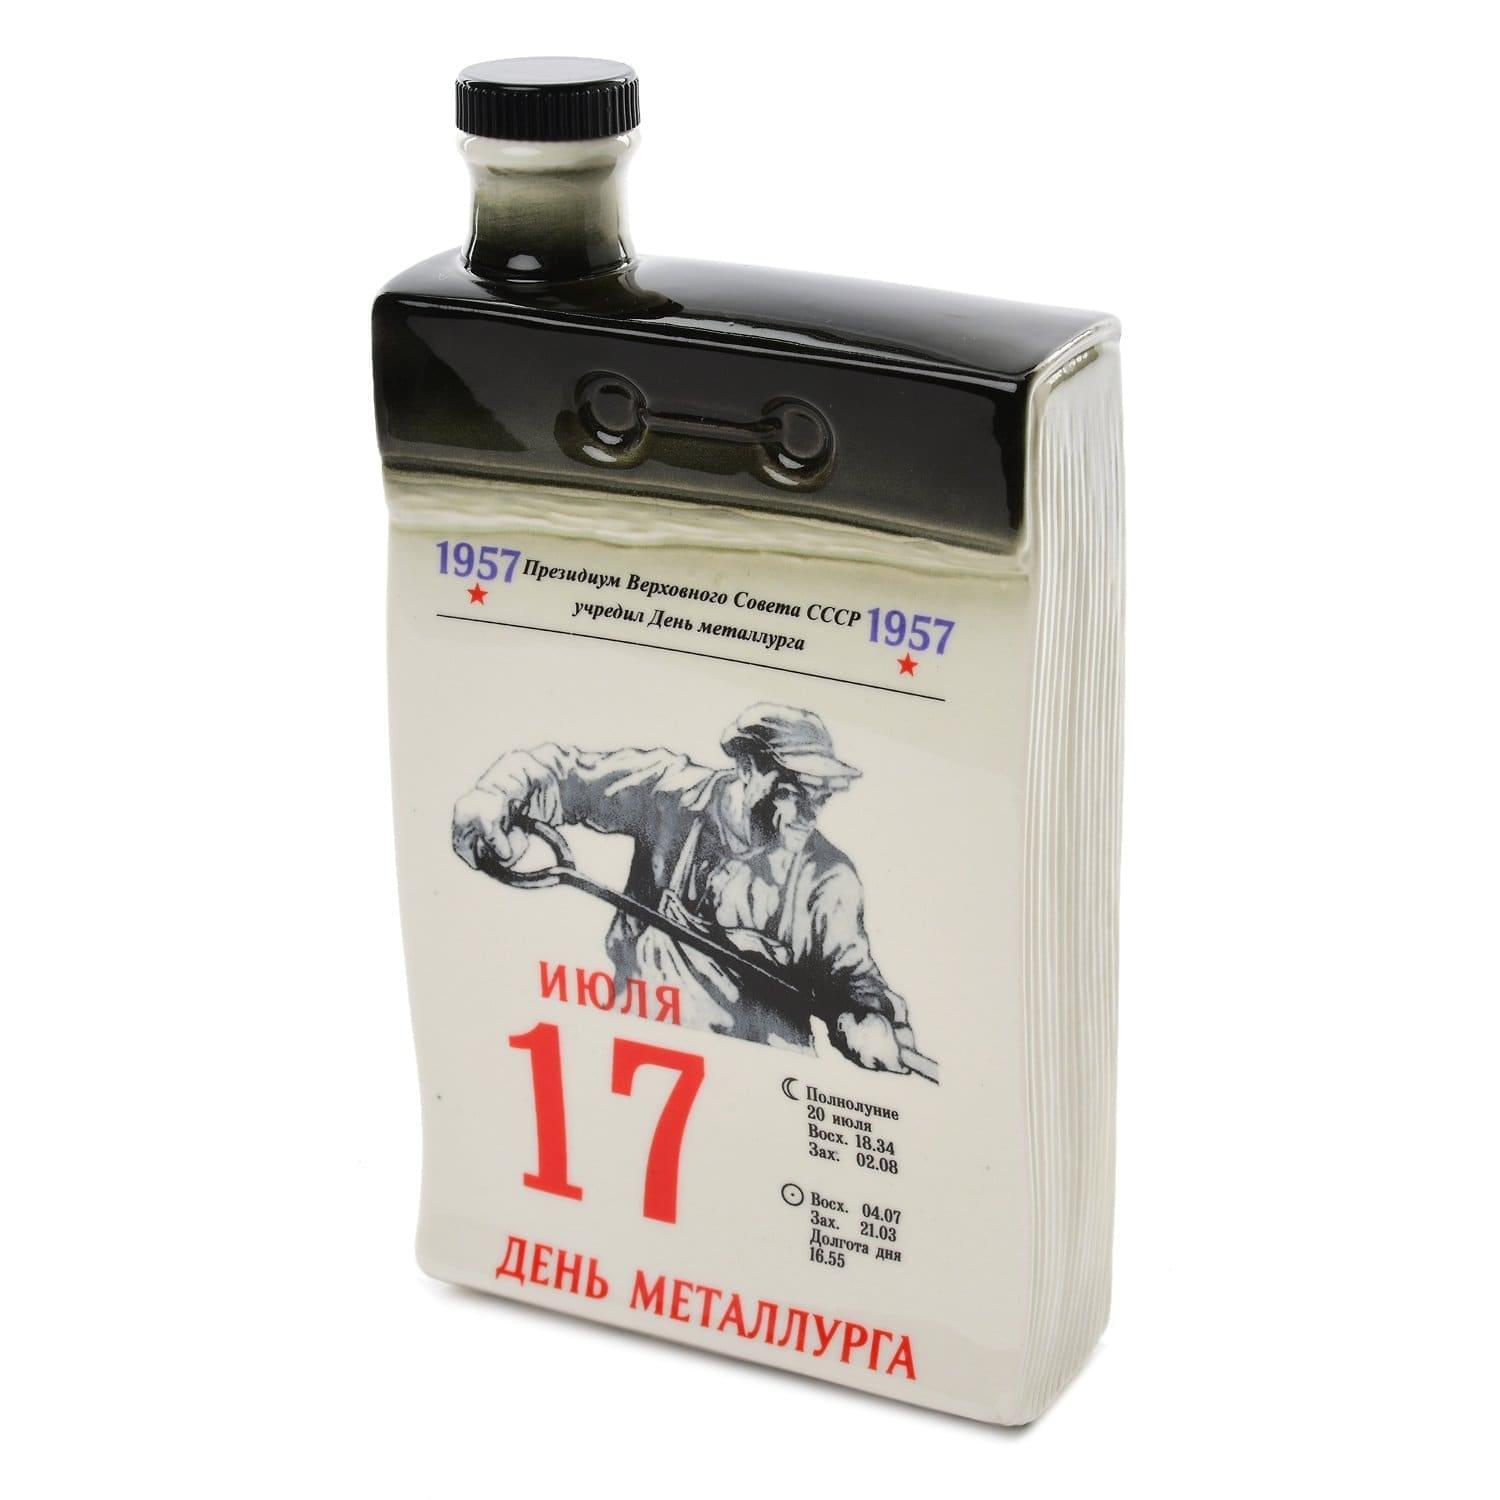 1957 Президиум Верховного Совета СССР 1957
учредил День металлурга
ИЮЛЯ
17
Полнолуние
20 июля
Восх. 18.34
Зах. 02.08
Восх. 04.07
Зах. 21.03
Долгота дня
16.55
ДЕНЬ МЕТАЛЛУРГА